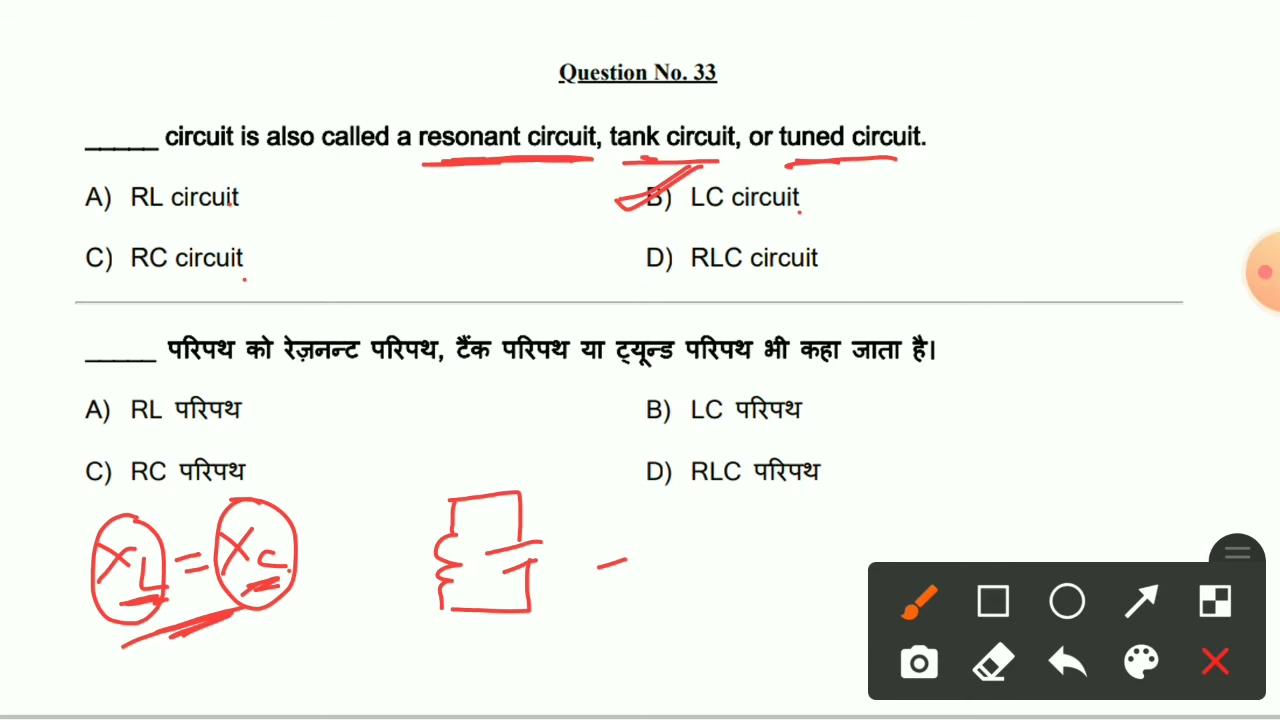 Question No. 33
_____ circuit is also called a resonant circuit, tank circuit, or tuned circuit.
A) RL circuit
B) LC circuit
C) RC circuit
D) RLC circuit
_____ परिपथ को रेज़नन्ट परिपथ, टैंक परिपथ या ट्यून्ड परिपथ भी कहा जाता है।
A) RL परिपथ
B) LC परिपथ
C) RC परिपथ
D) RLC परिपथ
XL = XC